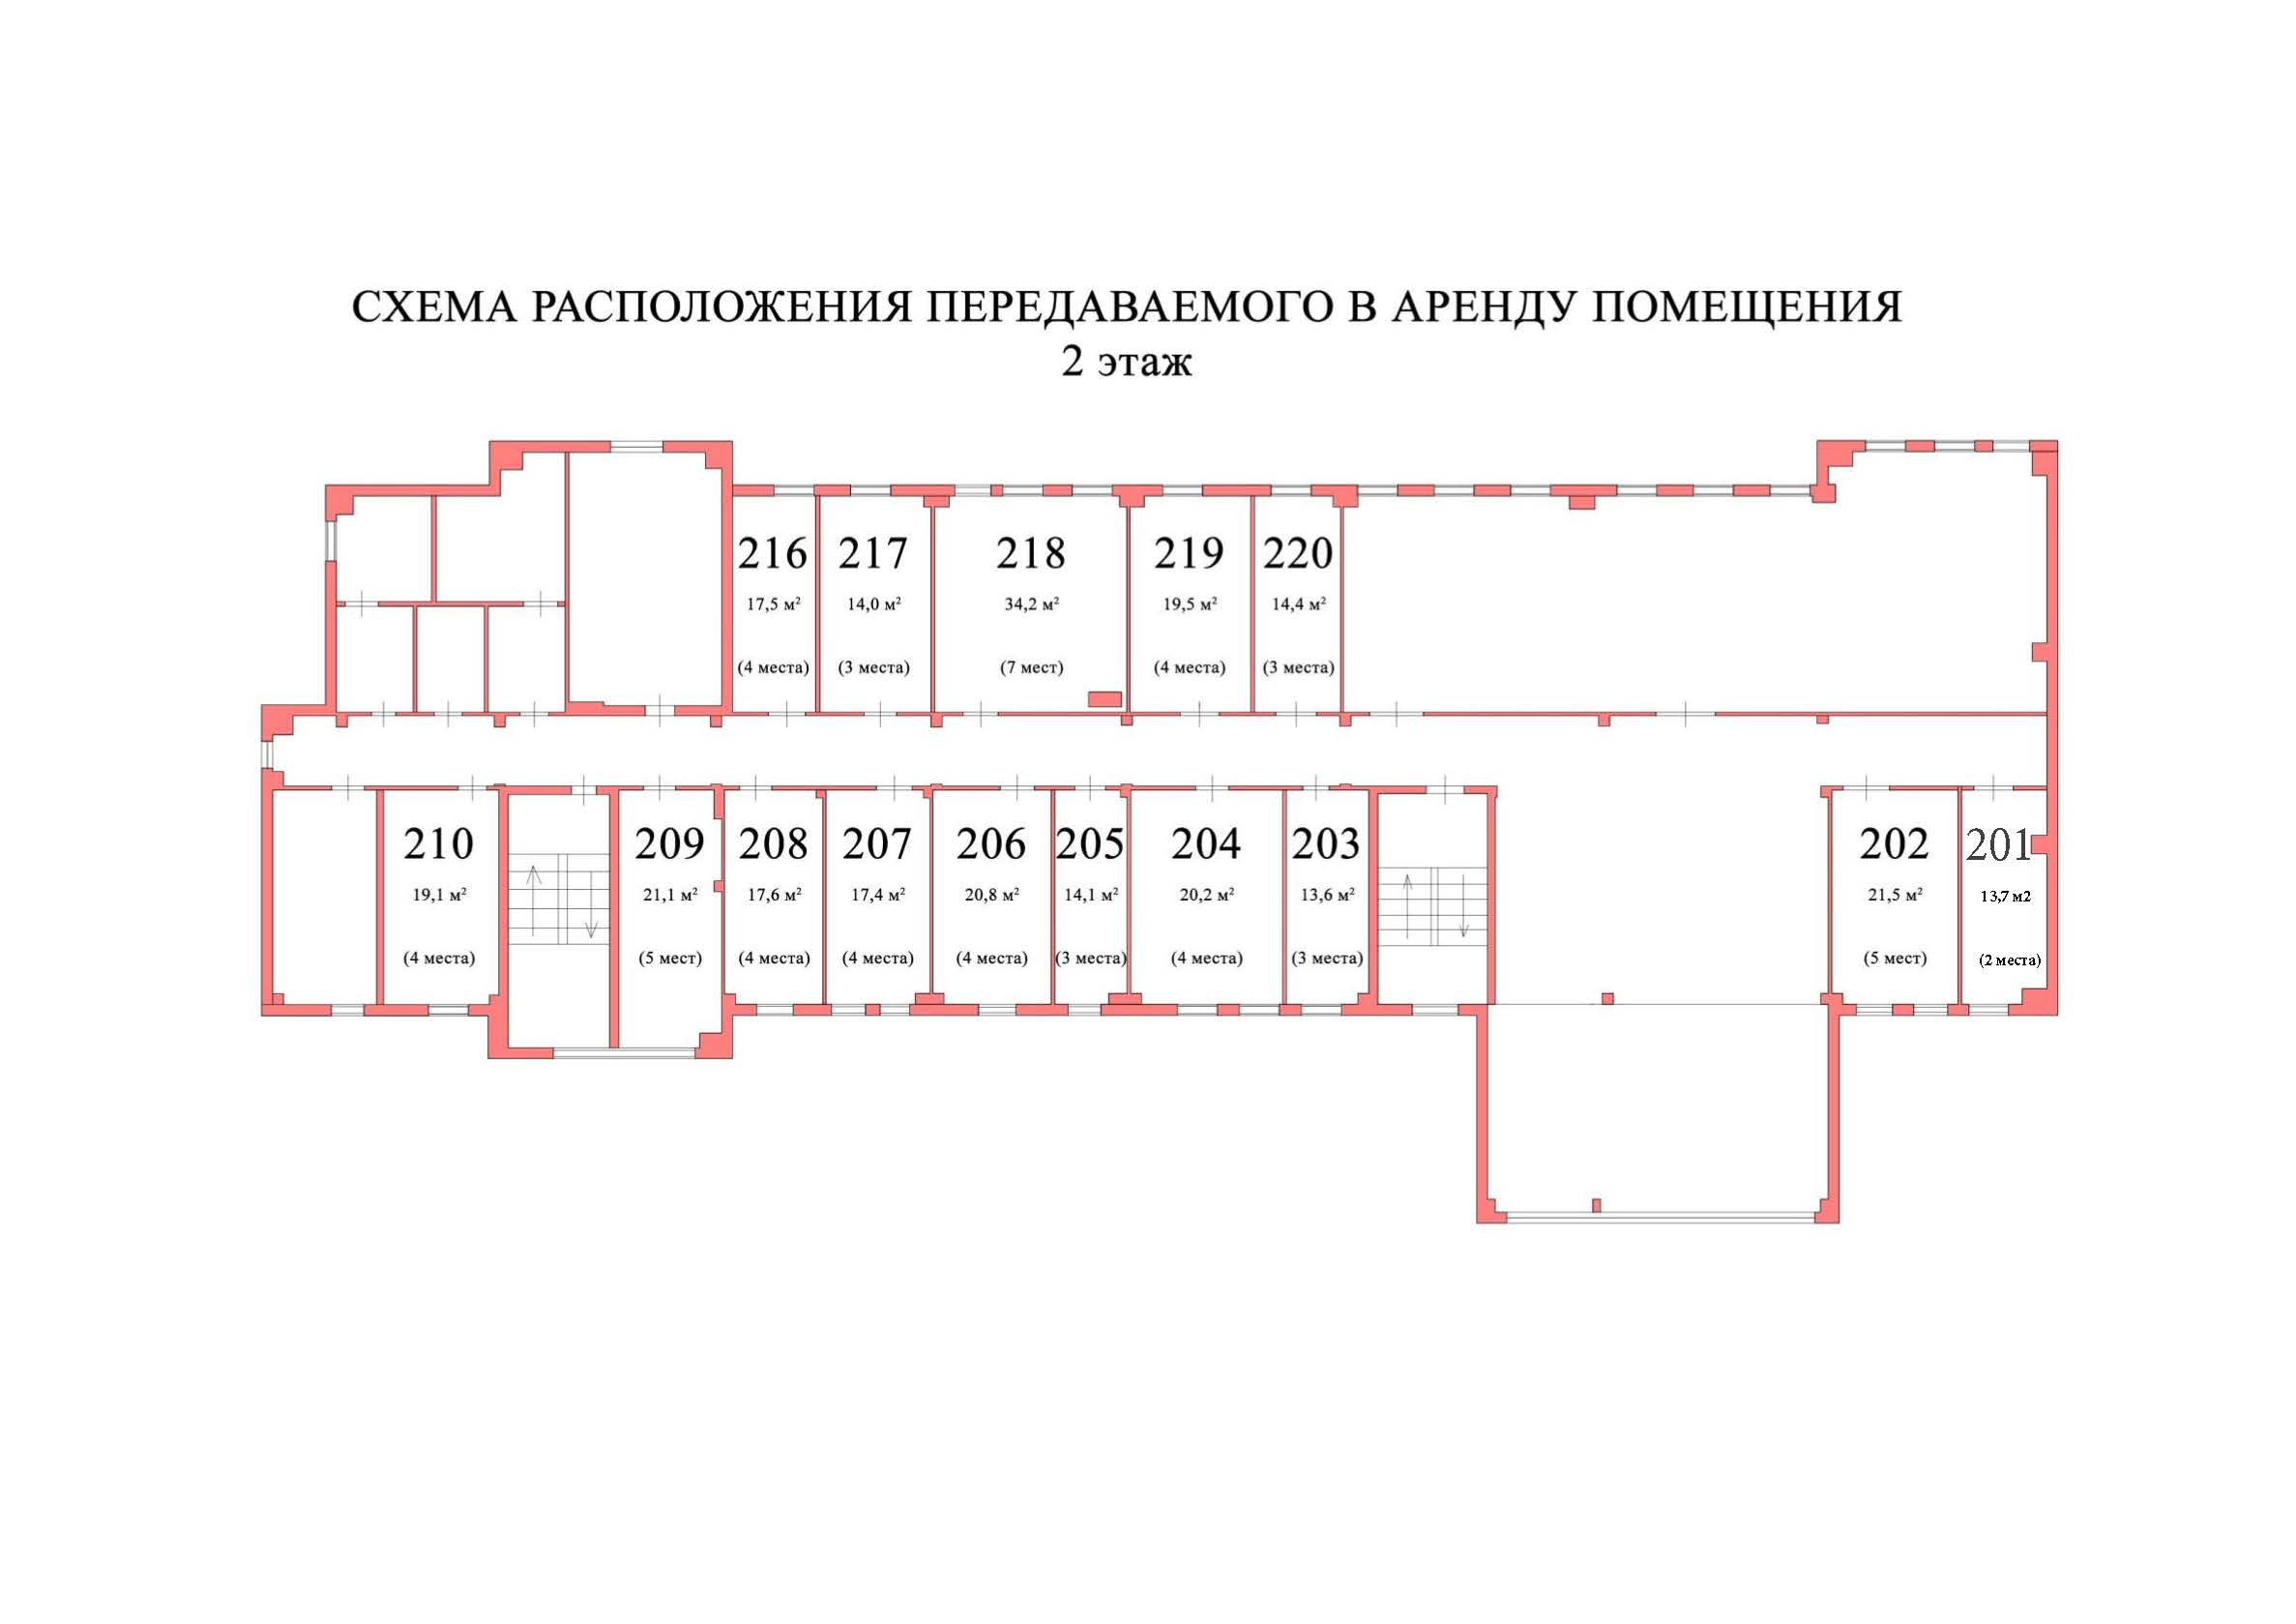 СХЕМА РАСПОЛОЖЕНИЯ ПЕРЕДАВАЕМОГО В АРЕНДУ ПОМЕЩЕНИЯ
2 этаж
216 217 218 219 220
17,5 м² 14,0 м² 34,2 м² 19,5 м² 14,4 м²
(4 места) (3 места) (7 мест) (4 места) (3 места)
210 209 208 207 206 205 204 203 202 201
19,1 м² 21,1 м² 17,6 м² 17,4 м² 20,8 м² 14,1 м² 20,2 м² 13,6 м² 21,5 м² 13,7 м2
(4 места) (5 мест) (4 места) (4 места) (4 места) (3 места) (4 места) (3 места) (5 мест) (2 места)